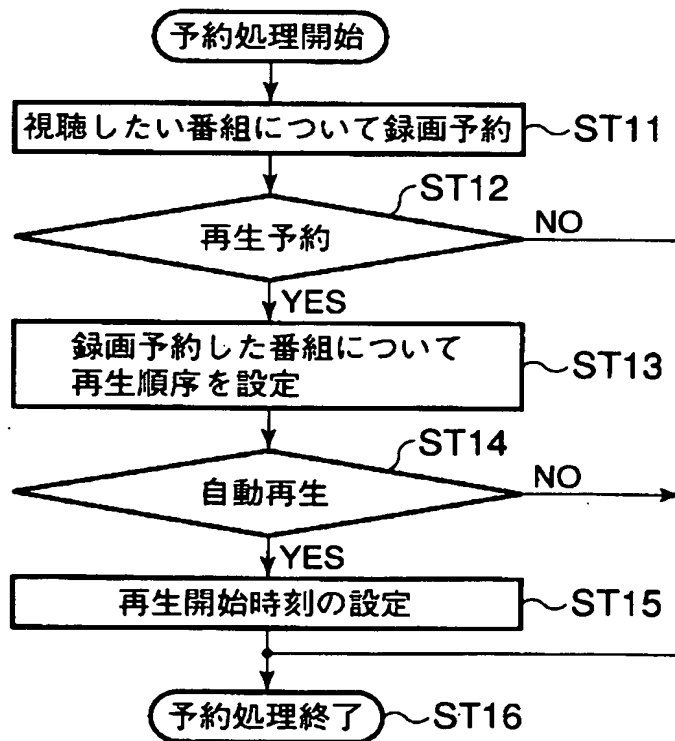 予約処理開始
視聴したい番組について録画予約 ST11
ST12
再生予約 NO
YES
録画予約した番組について
再生順序を設定 ST13
ST14
自動再生 NO
YES
再生開始時刻の設定 ST15
予約処理終了 ST16